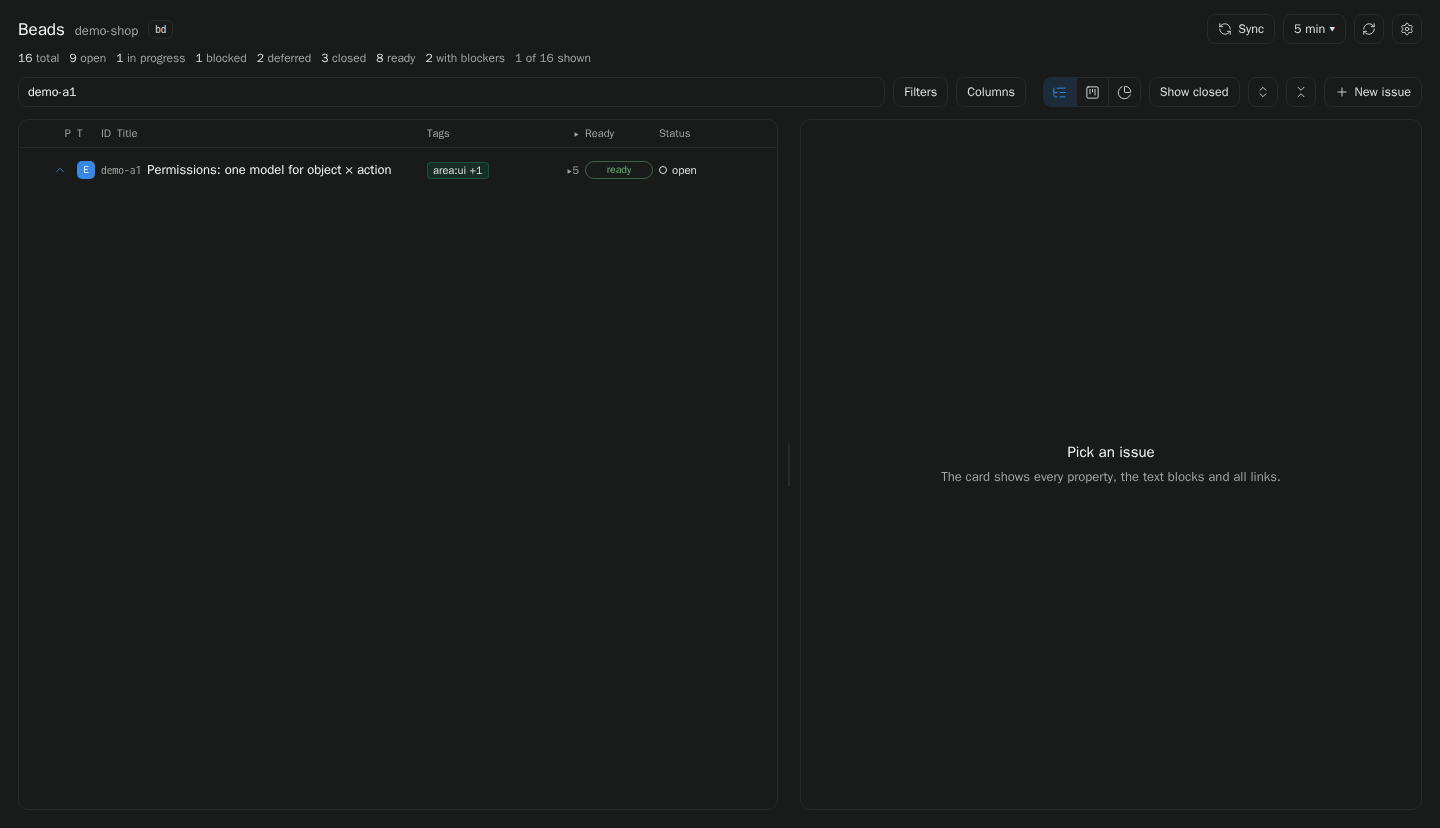 Beads demo-shop bd
Sync 5 min ▾
16 total 9 open 1 in progress 1 blocked 2 deferred 3 closed 8 ready 2 with blockers 1 of 16 shown
demo-a1 Filters Columns Show closed New issue
P T ID Title Tags ▸ Ready Status
E demo-a1 Permissions: one model for object × action area:ui +1 ▸5 ready open
Pick an issue
The card shows every property, the text blocks and all links.